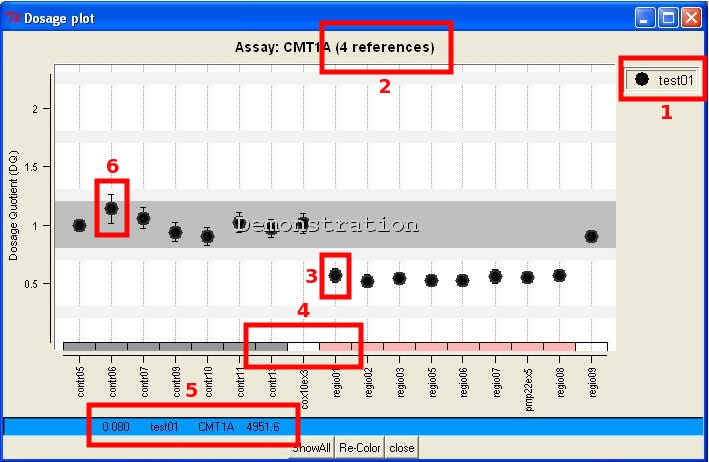 Dosage plot
Assay: CMT1A (4 references)
2
test01
1
2
6
1.5
Dosage Quotient (DQ)
1
Demonstration
3
0.5
4
contr05
contr06
contr07
contr09
contr10
contr11
contr13
cox10ex3
regio01
regio02
regio03
regio05
regio06
regio07
pmp22ex5
regio08
regio09
5
0.080 test01 CMT1A 4951.6
ShowAll Re-Color close